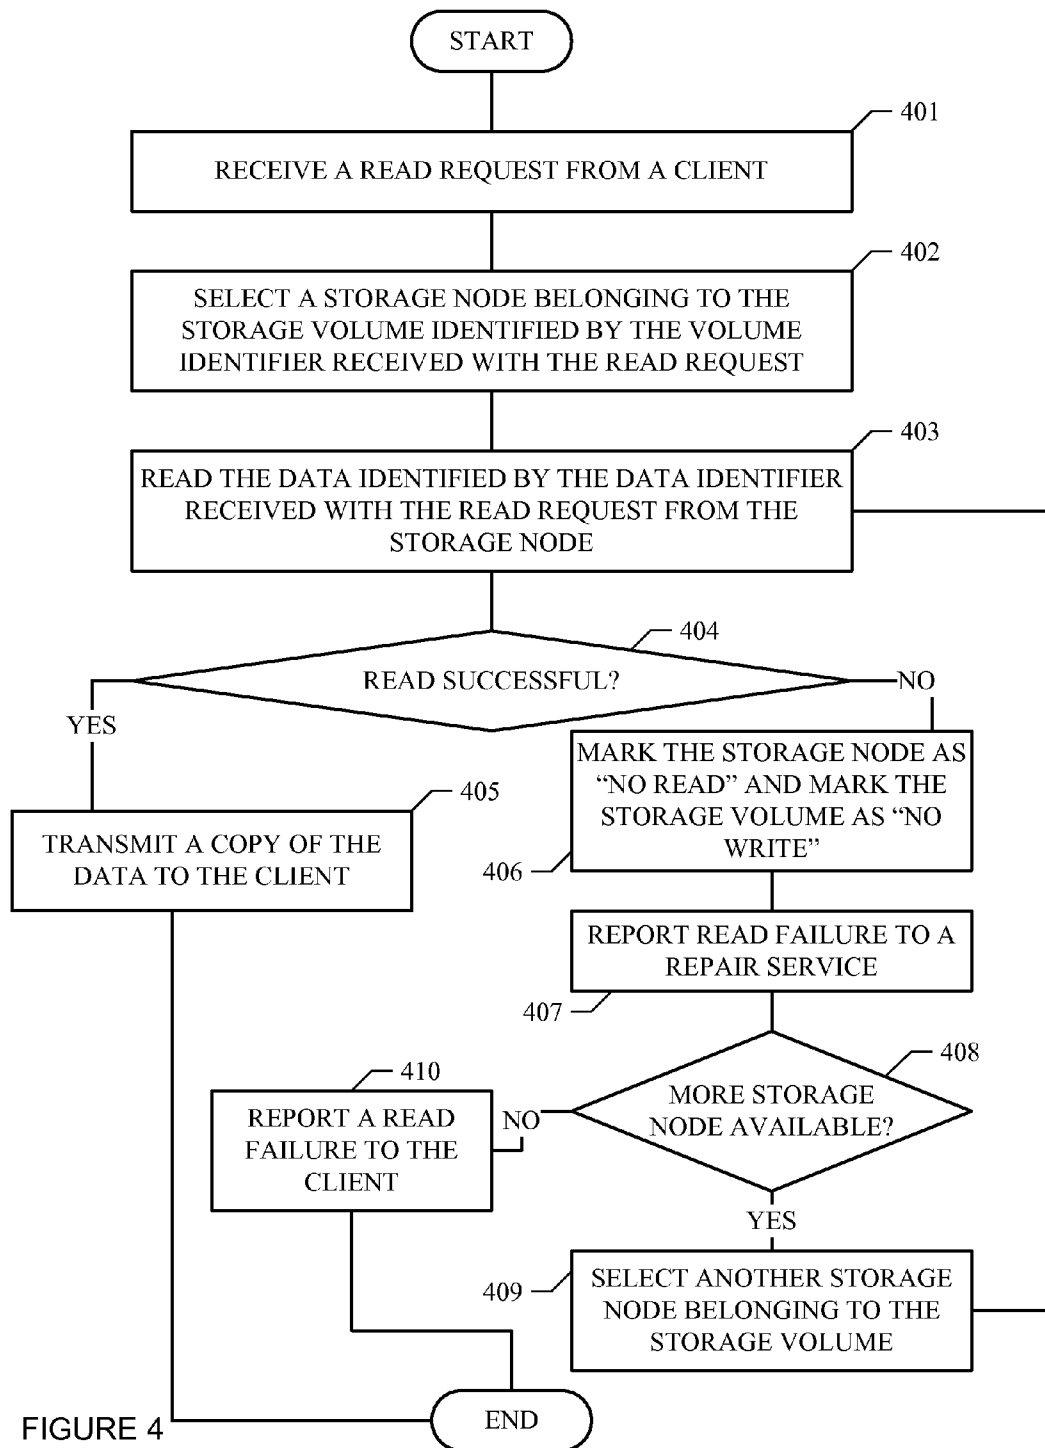 START
401
RECEIVE A READ REQUEST FROM A CLIENT
402
SELECT A STORAGE NODE BELONGING TO THE
STORAGE VOLUME IDENTIFIED BY THE VOLUME
IDENTIFIER RECEIVED WITH THE READ REQUEST
403
READ THE DATA IDENTIFIED BY THE DATA IDENTIFIER
RECEIVED WITH THE READ REQUEST FROM THE
STORAGE NODE
404
READ SUCCESSFUL?
NO
YES
MARK THE STORAGE NODE AS
“NO READ” AND MARK THE
STORAGE VOLUME AS “NO
WRITE”
406
405
TRANSMIT A COPY OF THE
DATA TO THE CLIENT
REPORT READ FAILURE TO A
REPAIR SERVICE
407
408
MORE STORAGE
NODE AVAILABLE?
410
NO
REPORT A READ
FAILURE TO THE
CLIENT
YES
409
SELECT ANOTHER STORAGE
NODE BELONGING TO THE
STORAGE VOLUME
END
FIGURE 4